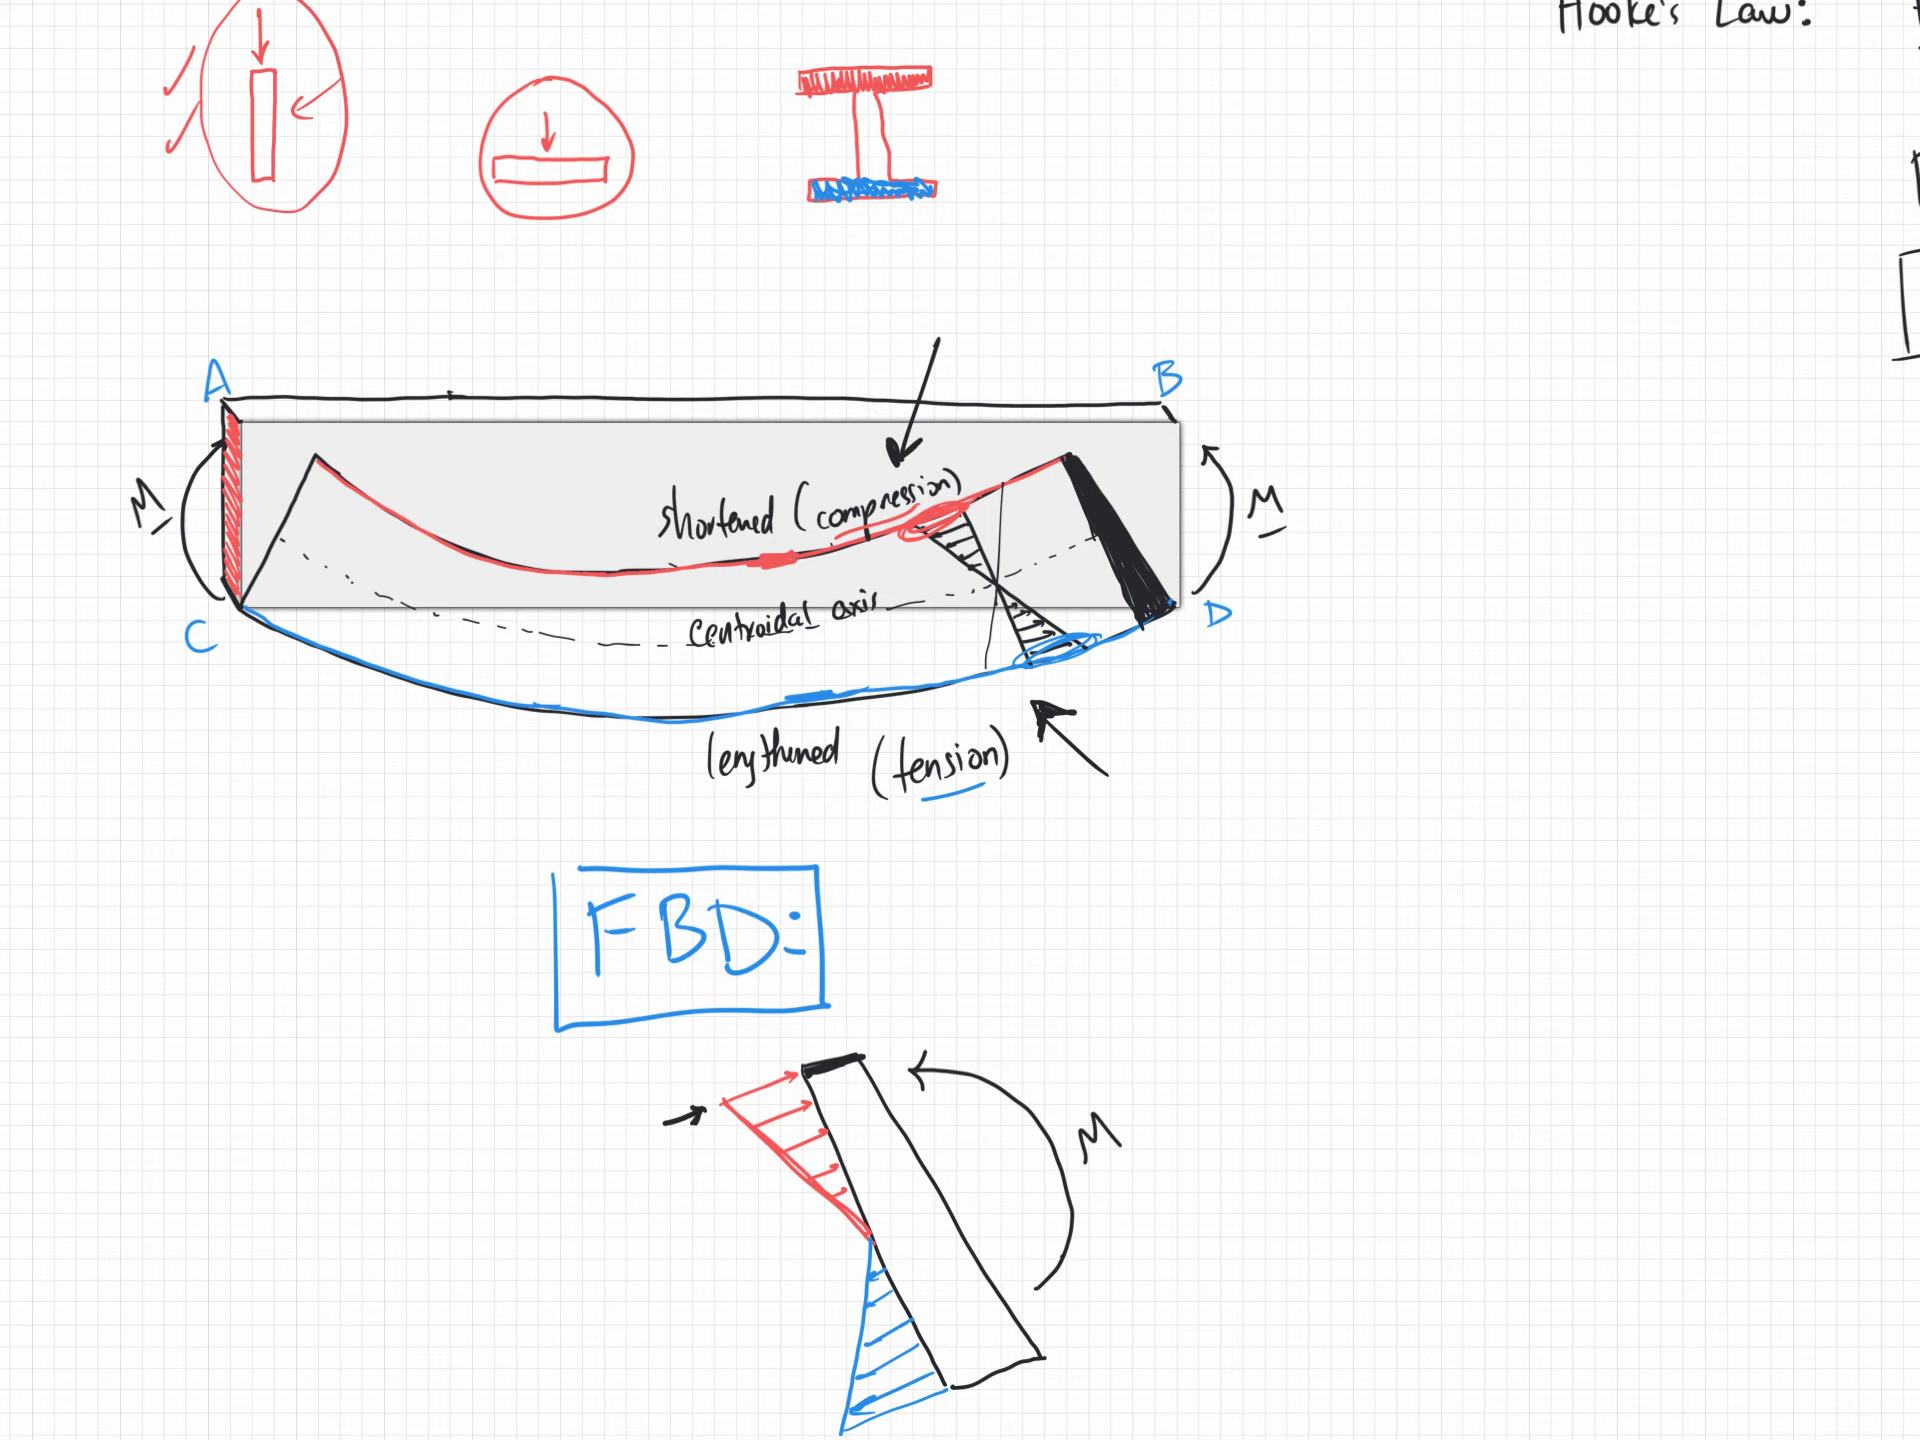 Hooke's Law:
A
B
M
shortened (compression)
M
centroidal axis
C
D
lengthened (tension)
FBD:
M